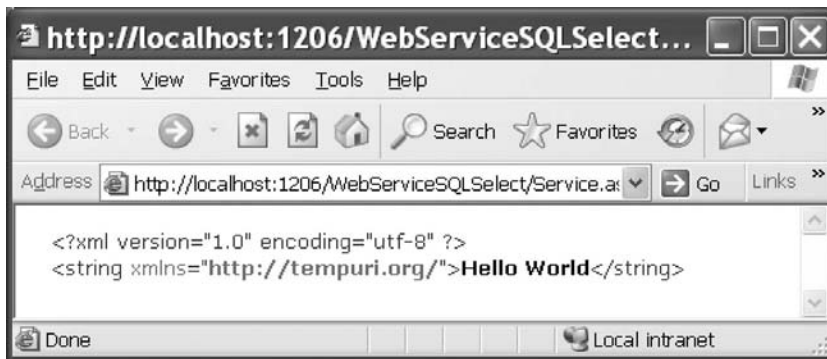 http://localhost:1206/WebServiceSQLSelect...
File Edit View Favorites Tools Help
Back Search Favorites »
Address http://localhost:1206/WebServiceSQLSelect/Service.as Go Links »
<?xml version="1.0" encoding="utf-8" ?>
<string xmlns="http://tempuri.org/">Hello World</string>
Done Local intranet